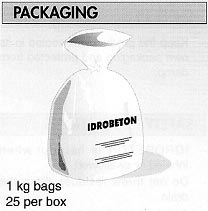 PACKAGING
IDROBETON
1 kg bags
25 per box